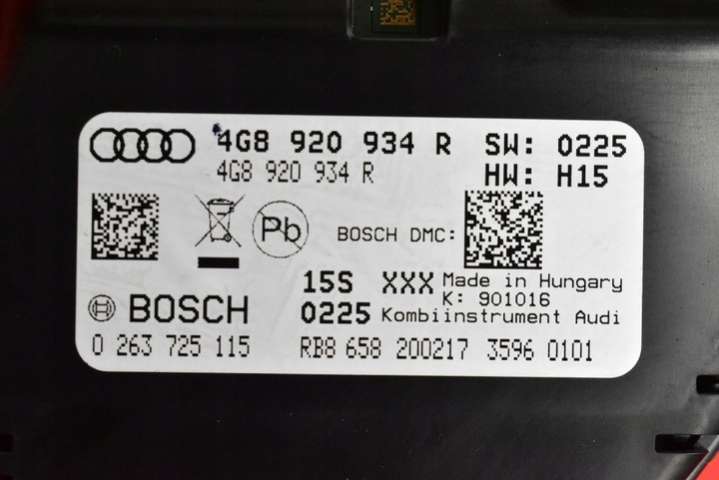 4G8 920 934 R SW: 0225
4G8 920 934 R HW: H15
Pb
BOSCH DMC:
15S XXX Made in Hungary
K: 901016
BOSCH 0225 Kombiinstrument Audi
0 263 725 115 RB8 658 200217 3596 0101